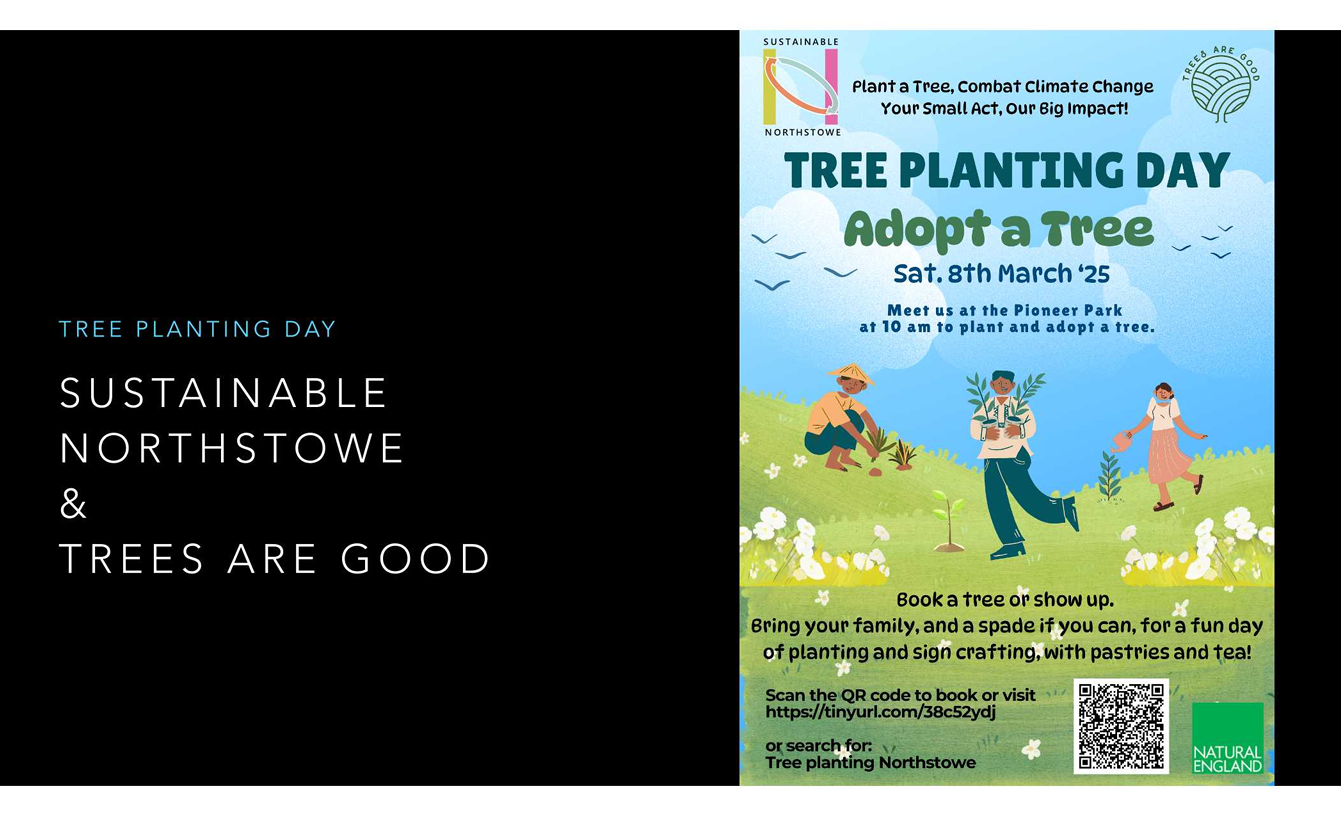 TREE PLANTING DAY
SUSTAINABLE
NORTHSTOWE
&
TREES ARE GOOD
SUSTAINABLE
NORTHSTOWE
Plant a Tree, Combat Climate Change
Your Small Act, Our Big Impact!
TREES ARE GOOD
TREE PLANTING DAY
Adopt a Tree
Sat. 8th March ‘25
Meet us at the Pioneer Park
at 10 am to plant and adopt a tree.
Book a tree or show up.
Bring your family, and a spade if you can, for a fun day
of planting and sign crafting, with pastries and tea!
Scan the QR code to book or visit
https://tinyurl.com/38c52ydj
or search for:
Tree planting Northstowe
NATURAL
ENGLAND